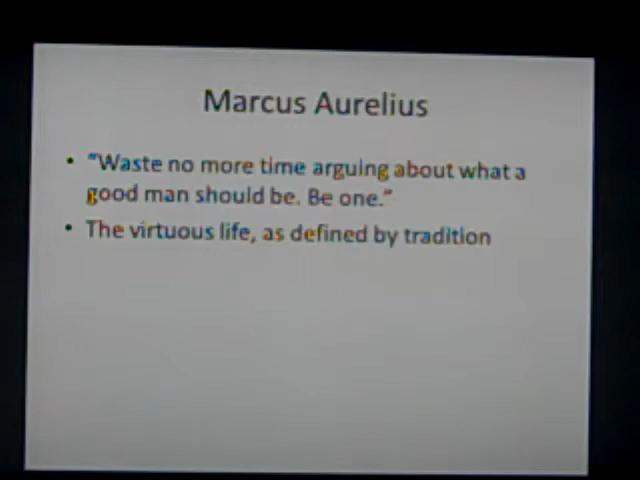 Marcus Aurelius
• "Waste no more time arguing about what a
good man should be. Be one."
• The virtuous life, as defined by tradition